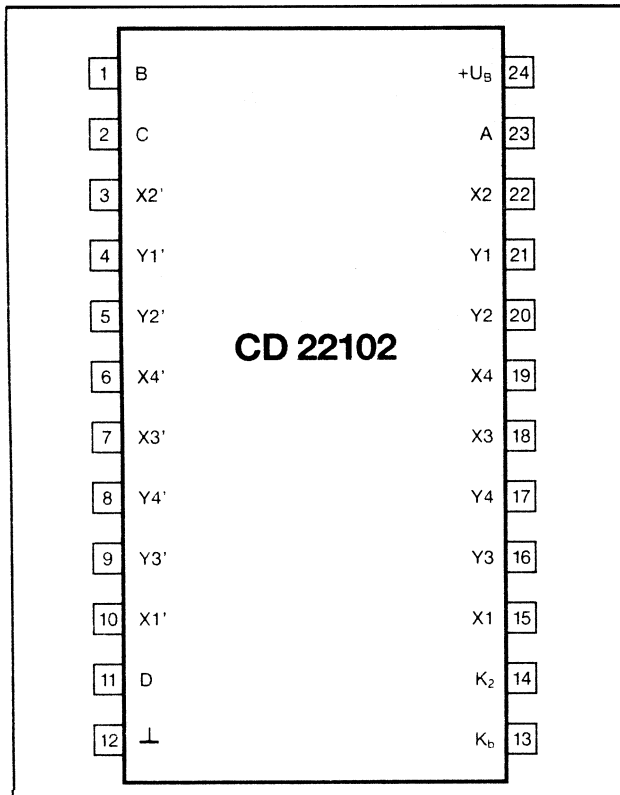 1 B +U_B 24
2 C A 23
3 X2' X2 22
4 Y1' Y1 21
5 Y2' Y2 20
CD 22102
6 X4' X4 19
7 X3' X3 18
8 Y4' Y4 17
9 Y3' Y3 16
10 X1' X1 15
11 D K₂ 14
12 ⊥ K_b 13